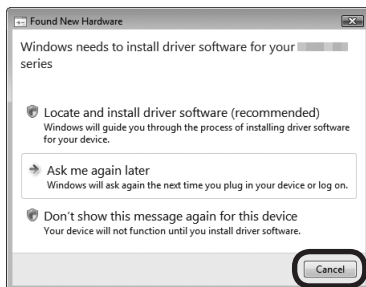 Found New Hardware
Windows needs to install driver software for your
series
Locate and install driver software (recommended)
Windows will guide you through the process of installing driver software
for your device.
Ask me again later
Windows will ask again the next time you plug in your device or log on.
Don't show this message again for this device
Your device will not function until you install driver software.
Cancel